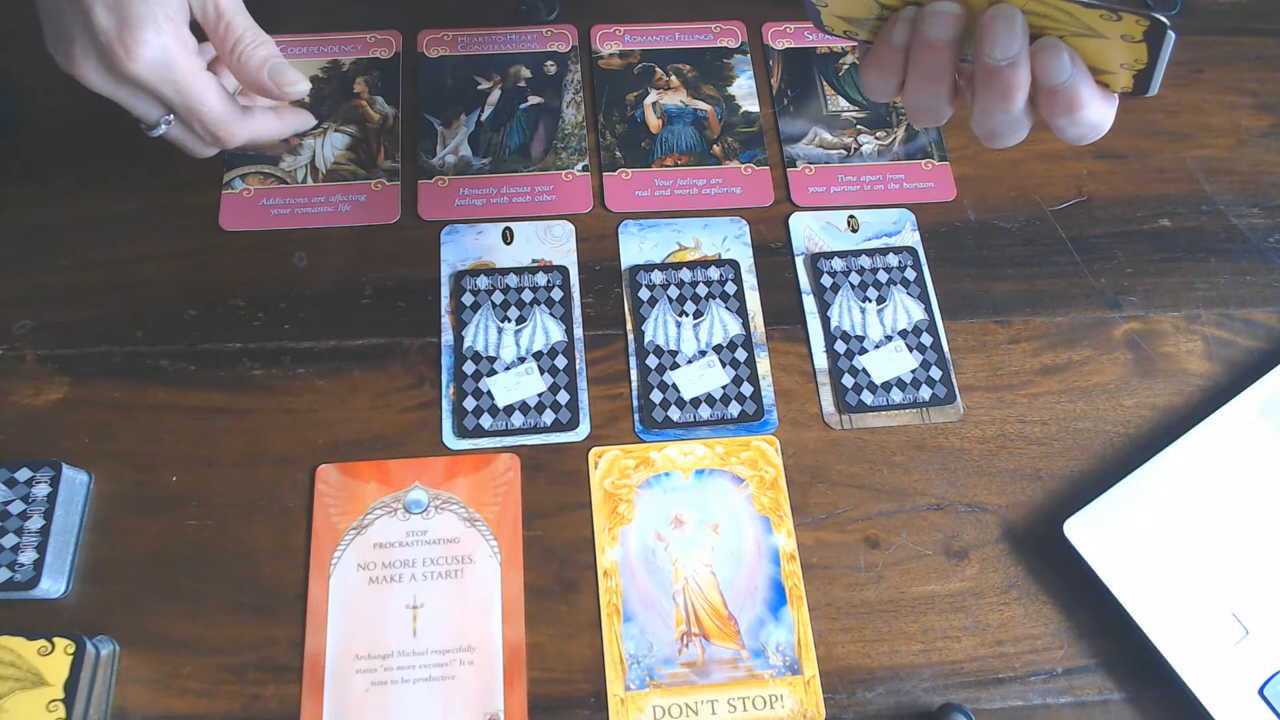 CODEPENDENCY
Addictions are affecting
your romantic life
HEART-TO-HEART
CONVERSATIONS
Honestly discuss your
feelings with each other.
ROMANTIC FEELINGS
Your feelings are
real and worth exploring.
Time apart from
your partner is on the horizon.
3
20
HOUSE OF SHADOWS
HOUSE OF SHADOWS
HOUSE OF SHADOWS
HOUSE OF SHADOWS
STOP
PROCRASTINATING
NO MORE EXCUSES,
MAKE A START!
Archangel Michael respectfully
states "no more excuses!" It is
time to be productive.
DON'T STOP!